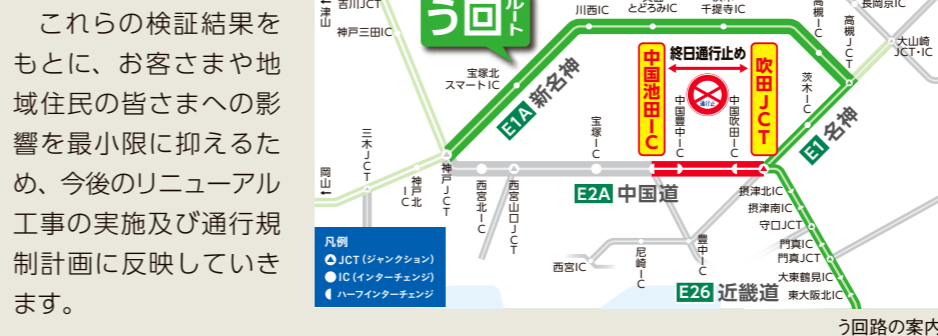 これらの検証結果を
もとに、お客さまや地
域住民の皆さまへの影
響を最小限に抑えるた
め、今後のリニューアル
工事の実施及び通行規
制計画に反映していき
ます。
吉川JCT
神戸三田IC
う回
ルート
川西IC
とどろみIC
千提寺IC
高槻IC
高槻JCT
長岡京IC
大山崎
JCT・IC
宝塚北
スマートIC
E1A 新名神
中国池田IC
終日通行止め
通行止
吹田JCT
中国豊中IC
中国吹田IC
茨木IC
E1 名神
宝塚IC
三木JCT
岡山
神戸北IC
神戸JCT
西宮北IC
西宮山口JCT
E2A 中国道
摂津北IC
摂津南IC
守口JCT
門真IC
門真JCT
大東鶴見IC
東大阪北IC
西宮IC
尼崎IC
豊中IC
E26 近畿道
凡例
JCT(ジャンクション)
IC(インターチェンジ)
ハーフインターチェンジ
う回路の案内